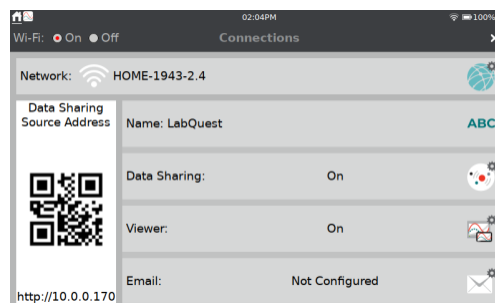 02:04PM
100%
Wi-Fi: On Off
Connections
Network: HOME-1943-2.4
Data Sharing
Source Address
Name: LabQuest
ABC
Data Sharing: On
Viewer: On
Email: Not Configured
http://10.0.0.170